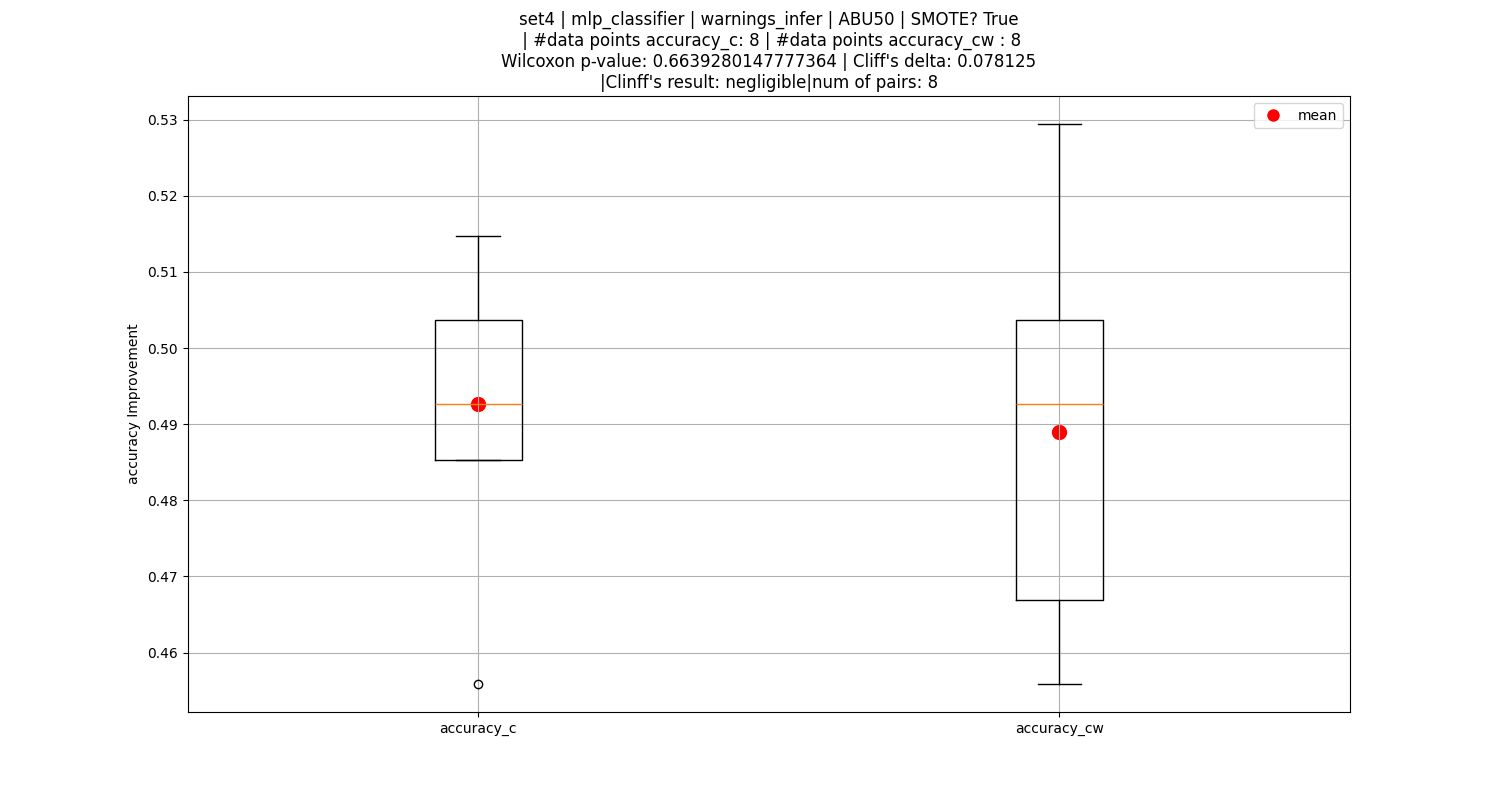 set4 | mlp_classifier | warnings_infer | ABU50 | SMOTE? True
| #data points accuracy_c: 8 | #data points accuracy_cw : 8
Wilcoxon p-value: 0.6639280147777364 | Cliff's delta: 0.078125
|Clinff's result: negligible|num of pairs: 8
mean
0.53
0.52
0.51
0.50
0.49
0.48
0.47
0.46
accuracy Improvement
accuracy_c
accuracy_cw